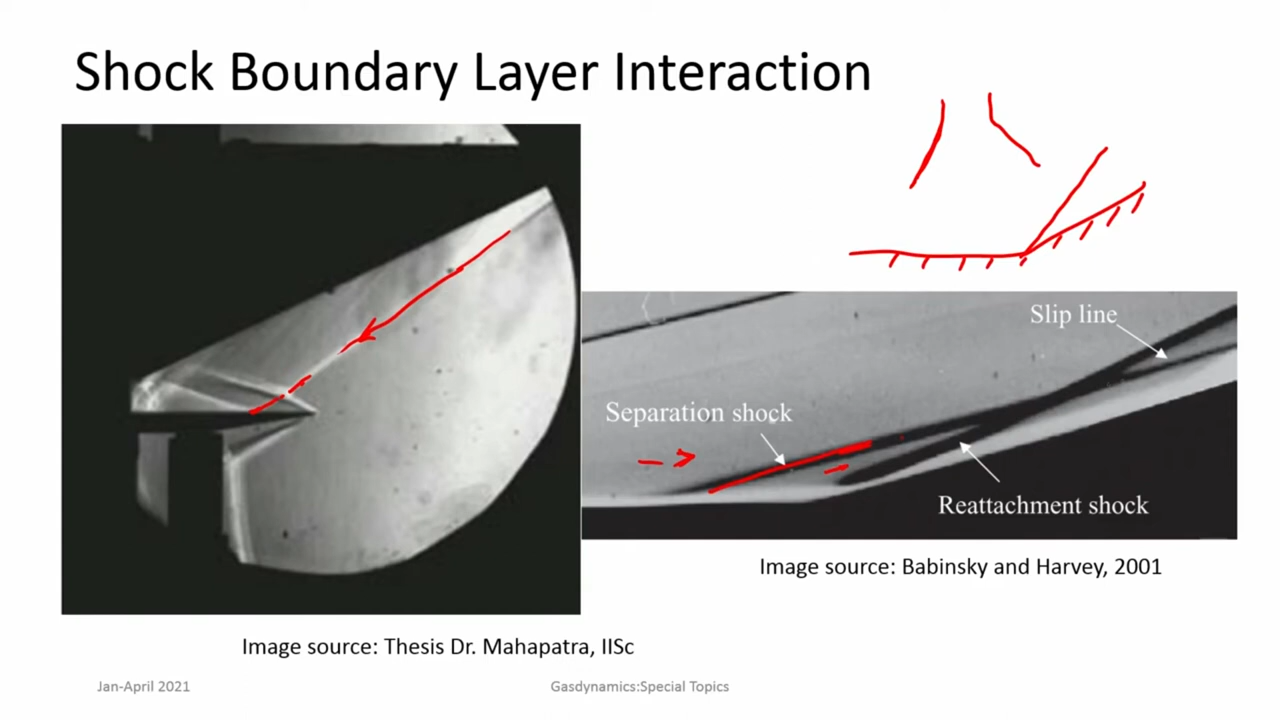 Shock Boundary Layer Interaction
Slip line
Separation shock
Reattachment shock
Image source: Babinsky and Harvey, 2001
Image source: Thesis Dr. Mahapatra, IISc
Jan-April 2021
Gasdynamics:Special Topics